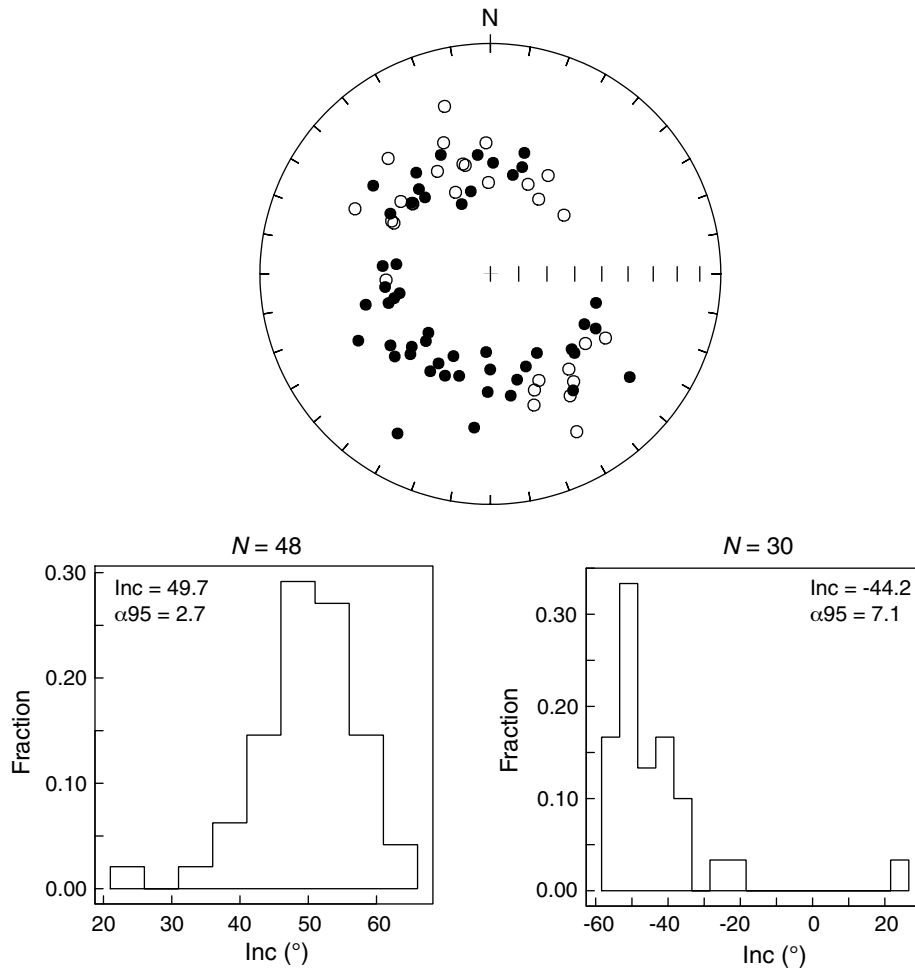 N
N = 48
Inc = 49.7
α95 = 2.7
0.30
0.20
0.10
0.00
Fraction
20 30 40 50 60
Inc (°)
N = 30
Inc = -44.2
α95 = 7.1
0.30
0.20
0.10
0.00
Fraction
-60 -40 -20 0 20
Inc (°)